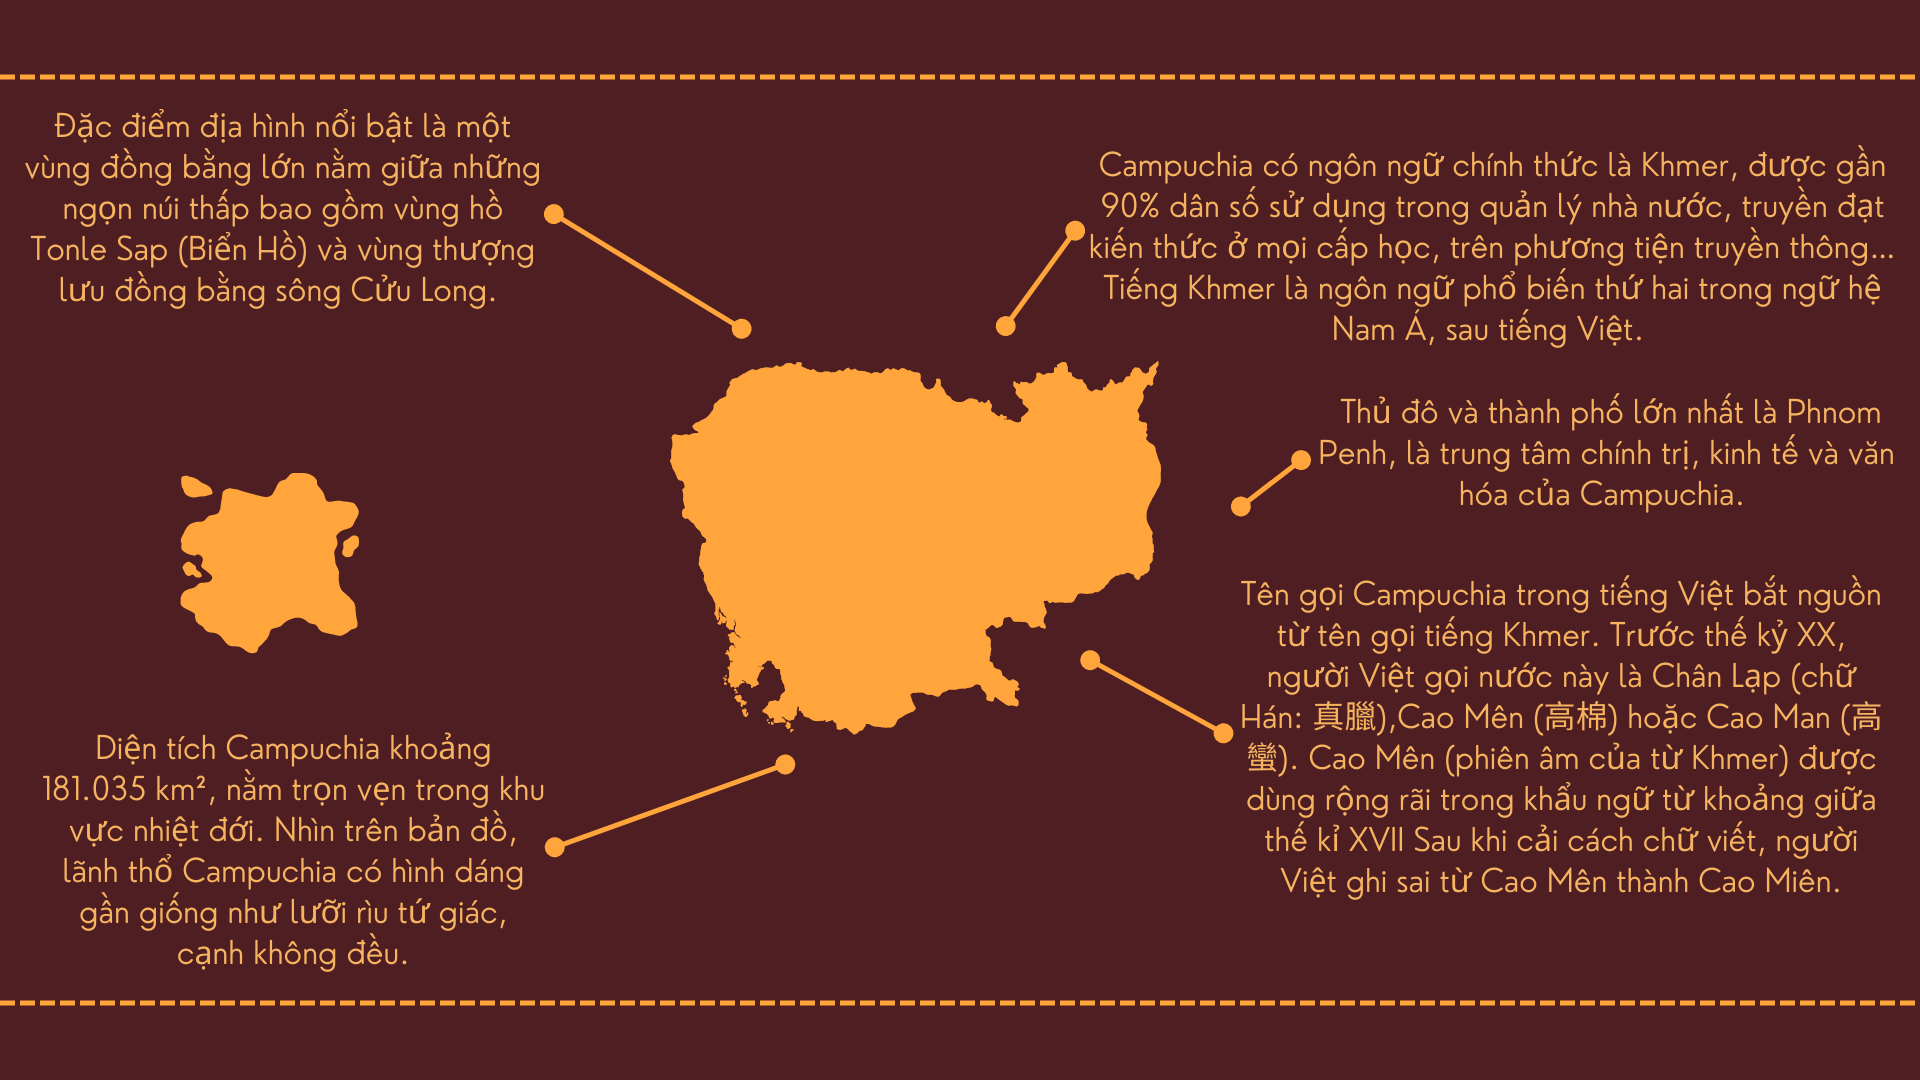 Đặc điểm địa hình nổi bật là một
vùng đồng bằng lớn nằm giữa những
ngọn núi thấp bao gồm vùng hồ
Tonle Sap (Biển Hồ) và vùng thượng
lưu đồng bằng sông Cửu Long.
Campuchia có ngôn ngữ chính thức là Khmer, được gần
90% dân số sử dụng trong quản lý nhà nước, truyền đạt
kiến thức ở mọi cấp học, trên phương tiện truyền thông...
Tiếng Khmer là ngôn ngữ phổ biến thứ hai trong ngữ hệ
Nam Á, sau tiếng Việt.
Thủ đô và thành phố lớn nhất là Phnom
Penh, là trung tâm chính trị, kinh tế và văn
hóa của Campuchia.
Tên gọi Campuchia trong tiếng Việt bắt nguồn
từ tên gọi tiếng Khmer. Trước thế kỷ XX,
người Việt gọi nước này là Chân Lạp (chữ
Hán: 真臘),Cao Mên (高棉) hoặc Cao Man (高
蠻). Cao Mên (phiên âm của từ Khmer) được
dùng rộng rãi trong khẩu ngữ từ khoảng giữa
thế kỉ XVII Sau khi cải cách chữ viết, người
Việt ghi sai từ Cao Mên thành Cao Miên.
Diện tích Campuchia khoảng
181.035 km², nằm trọn vẹn trong khu
vực nhiệt đới. Nhìn trên bản đồ,
lãnh thổ Campuchia có hình dáng
gần giống như lưỡi rìu tứ giác,
cạnh không đều.